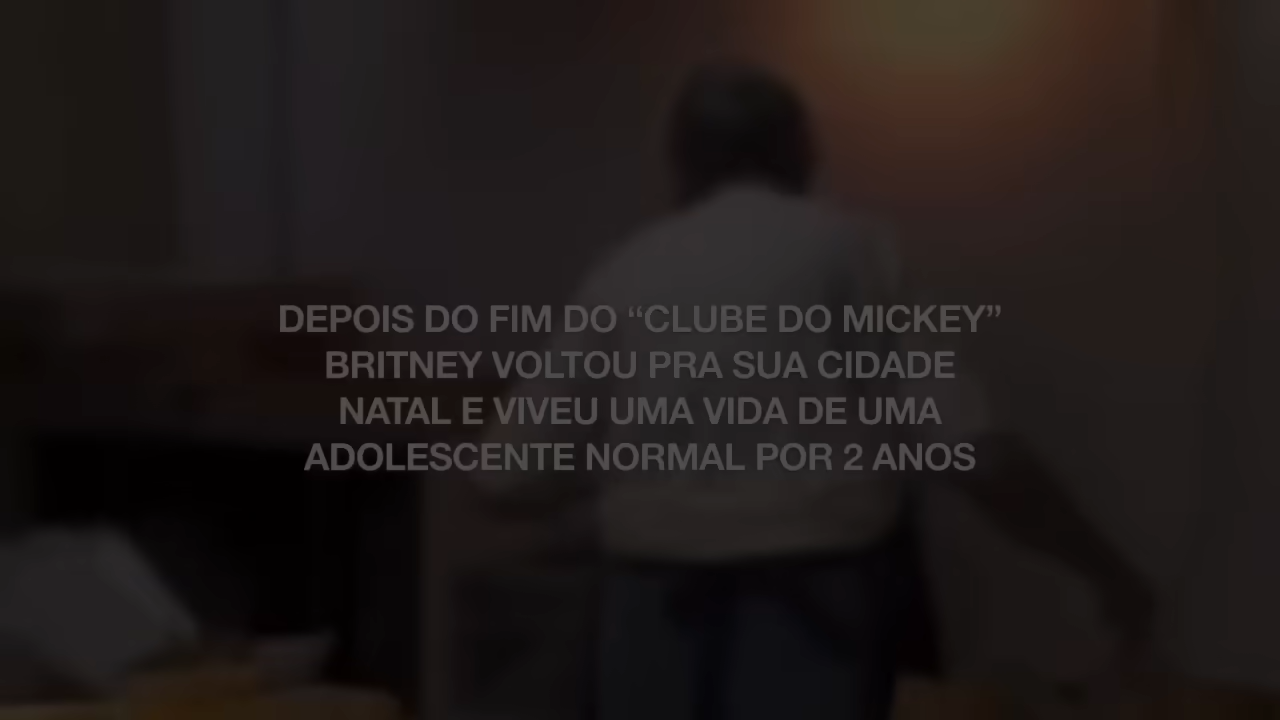 DEPOIS DO FIM DO “CLUBE DO MICKEY”
BRITNEY VOLTOU PRA SUA CIDADE
NATAL E VIVEU UMA VIDA DE UMA
ADOLESCENTE NORMAL POR 2 ANOS